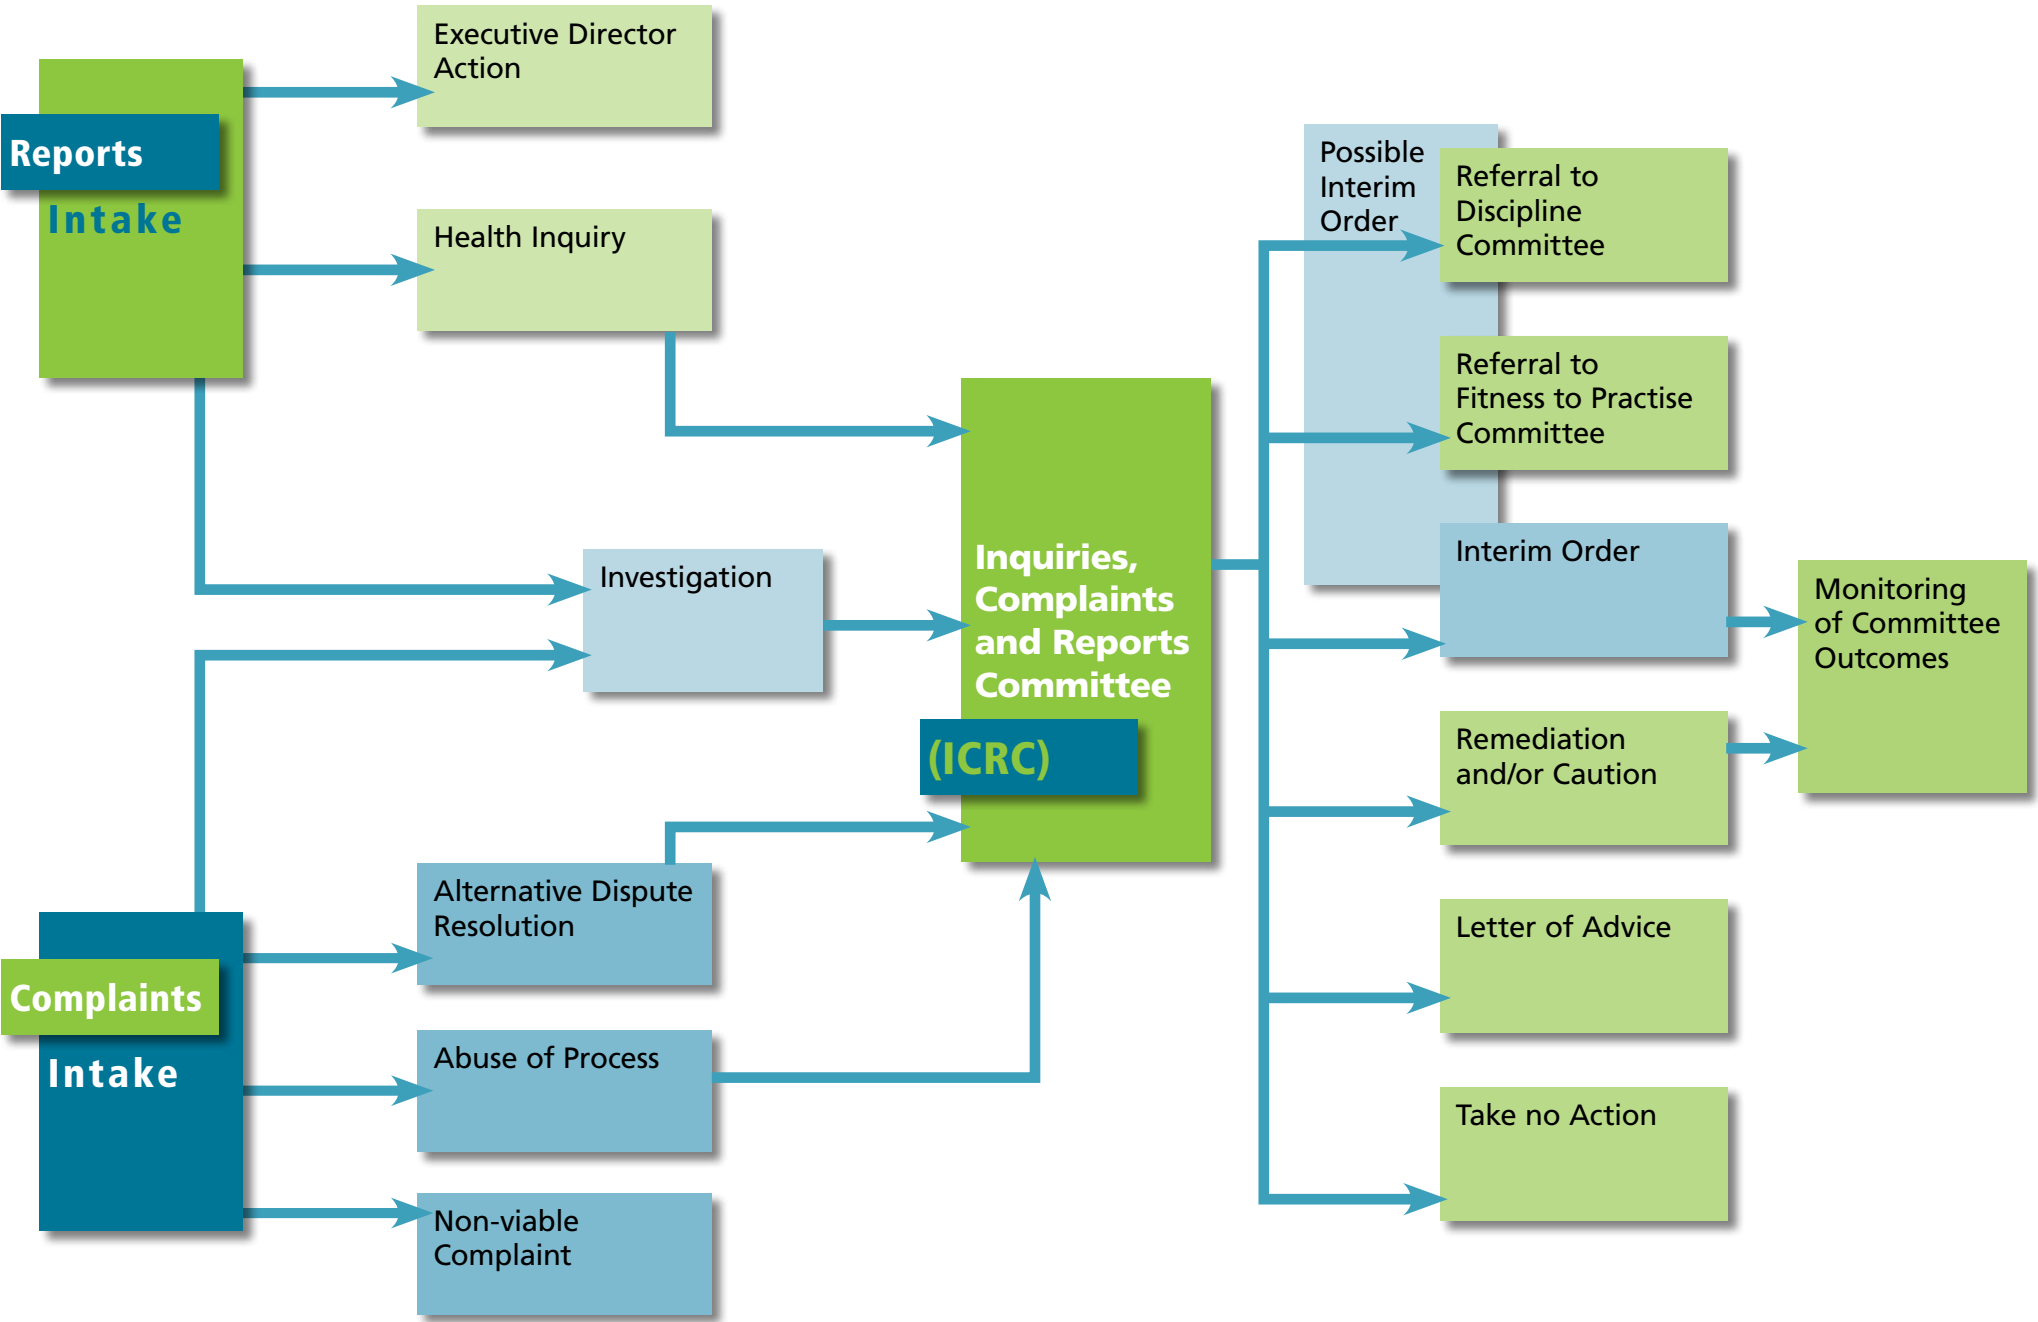 Executive Director
Action
Reports
Intake
Health Inquiry
Investigation
Alternative Dispute
Resolution
Complaints
Intake
Abuse of Process
Non-viable
Complaint
Inquiries,
Complaints
and Reports
Committee
(ICRC)
Possible
Interim
Order
Referral to
Discipline
Committee
Referral to
Fitness to Practise
Committee
Interim Order
Remediation
and/or Caution
Letter of Advice
Take no Action
Monitoring
of Committee
Outcomes